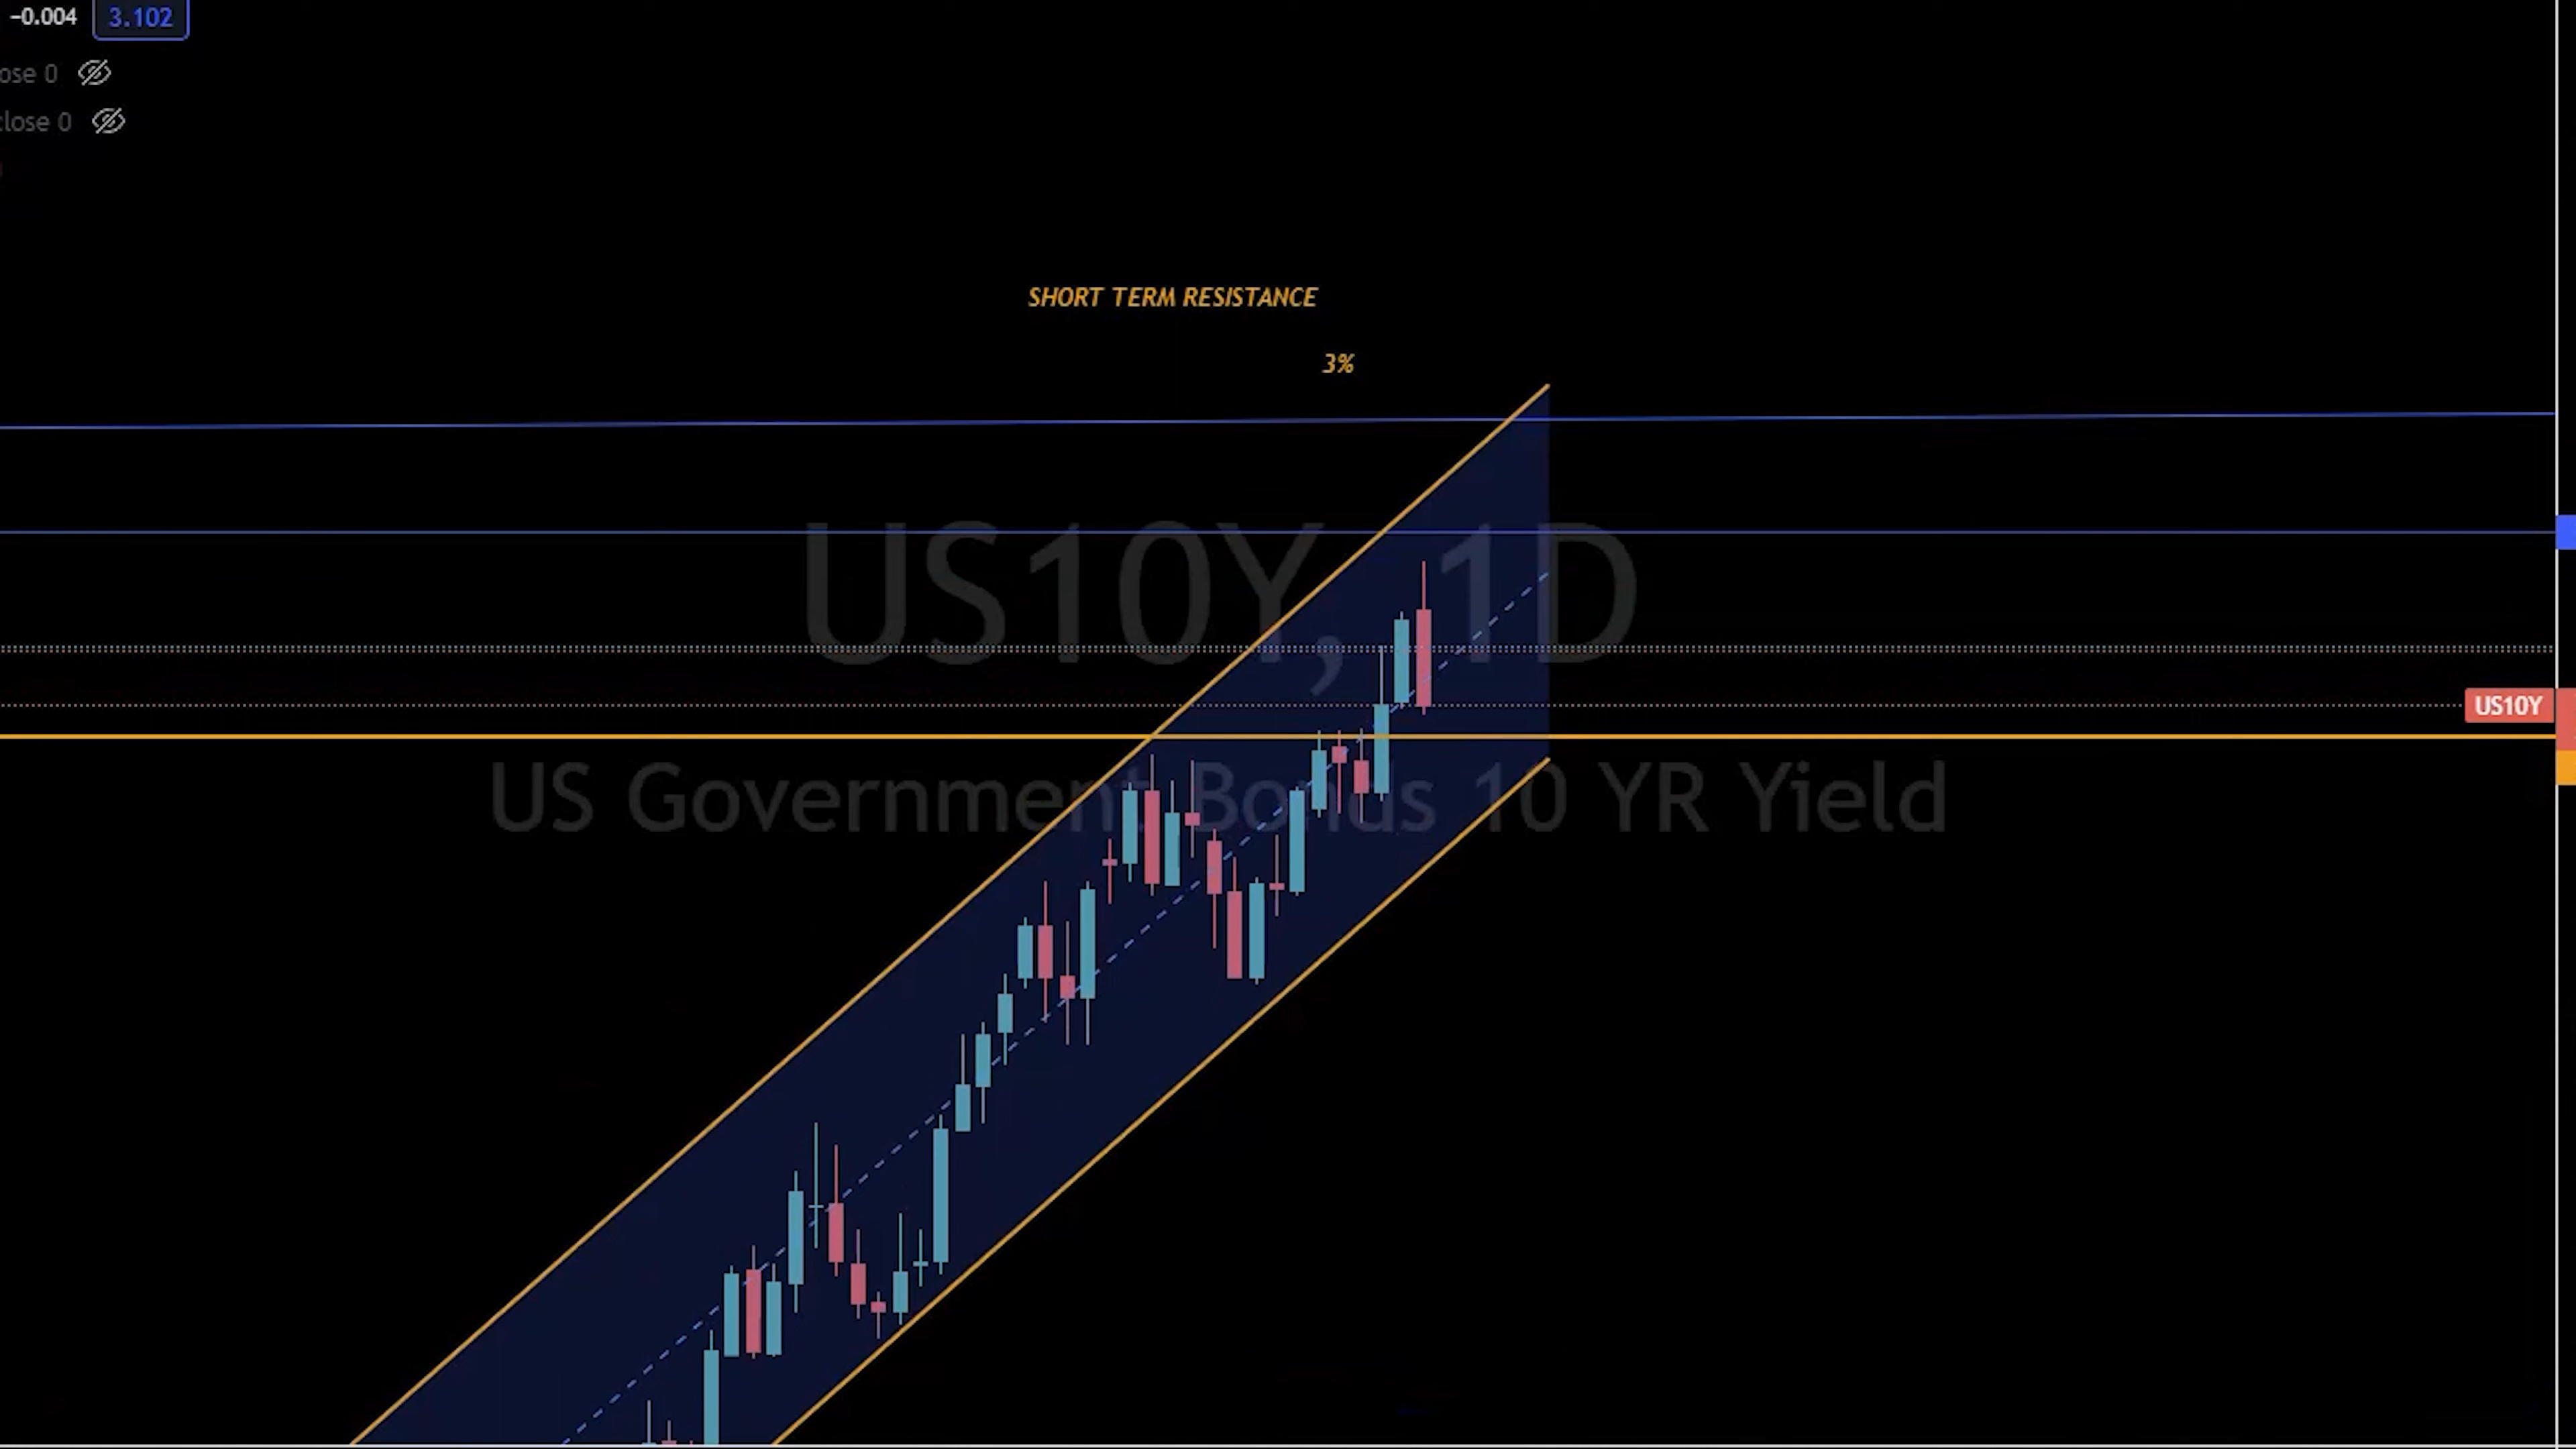 −0.004 3.102
ose 0
close 0
SHORT TERM RESISTANCE
3%
US10Y, 1D
US10Y
US Government Bonds 10 YR Yield